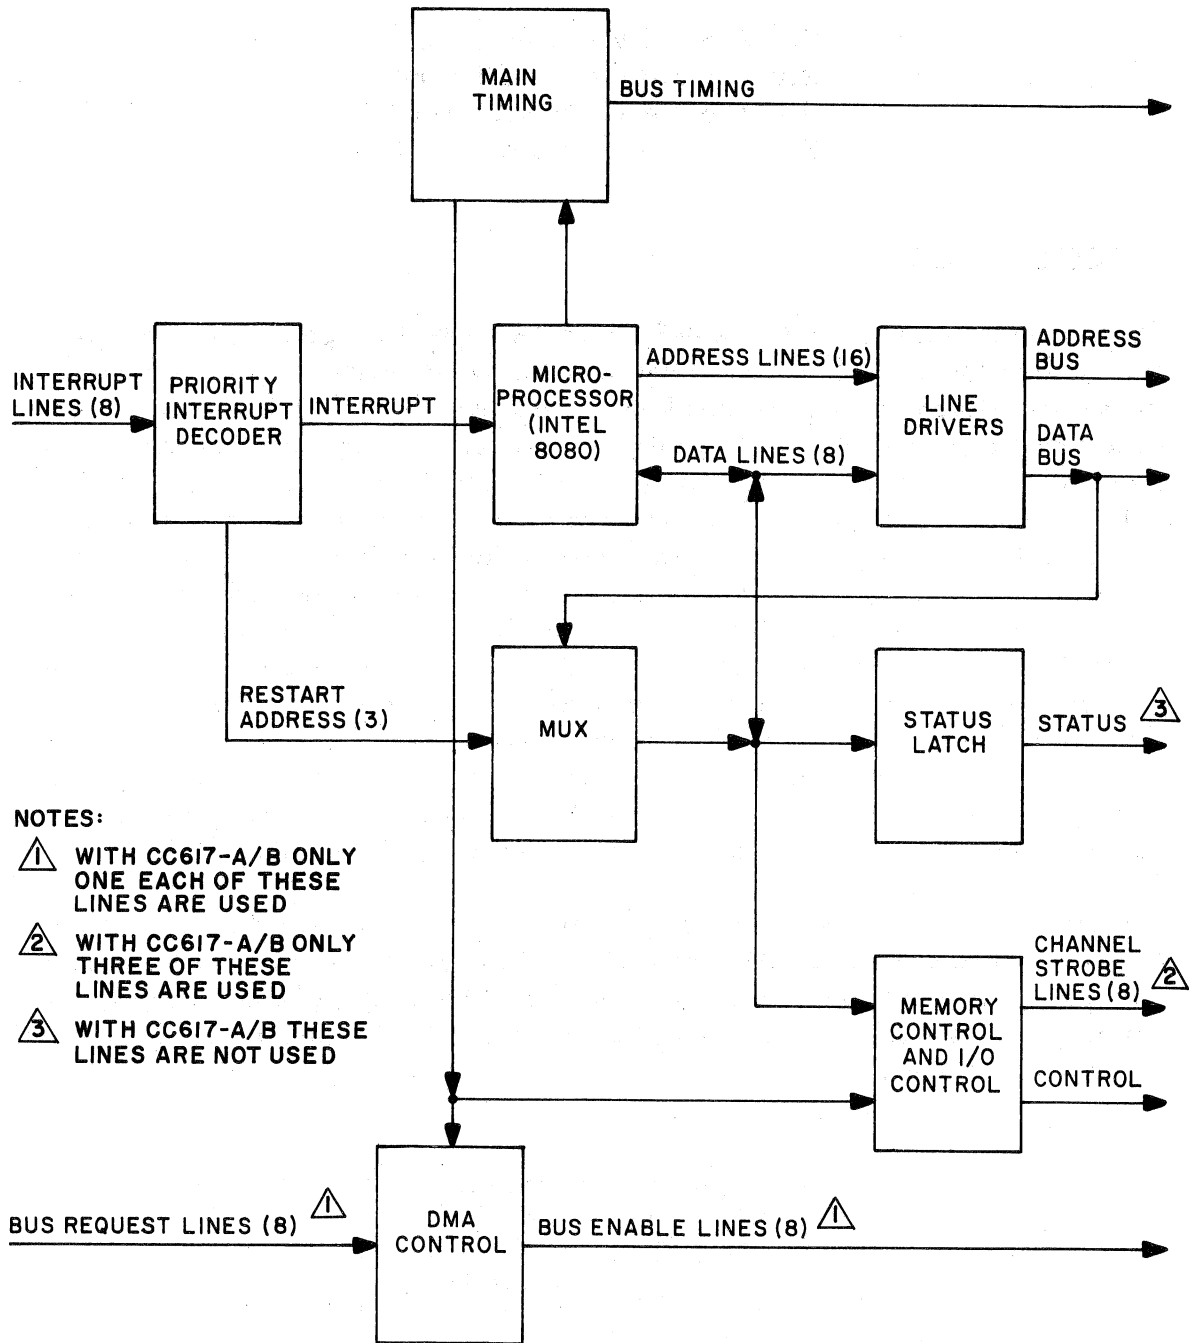 MAIN
TIMING
BUS TIMING
INTERRUPT
LINES (8)
PRIORITY
INTERRUPT
DECODER
INTERRUPT
MICRO-
PROCESSOR
(INTEL
8080)
ADDRESS LINES (16)
DATA LINES (8)
LINE
DRIVERS
ADDRESS
BUS
DATA
BUS
RESTART
ADDRESS (3)
MUX
STATUS
LATCH
STATUS
3
NOTES:
1 WITH CC617-A/B ONLY
ONE EACH OF THESE
LINES ARE USED
2 WITH CC617-A/B ONLY
THREE OF THESE
LINES ARE USED
3 WITH CC617-A/B THESE
LINES ARE NOT USED
MEMORY
CONTROL
AND I/O
CONTROL
CHANNEL
STROBE
LINES (8)
2
CONTROL
BUS REQUEST LINES (8)
1
DMA
CONTROL
BUS ENABLE LINES (8)
1